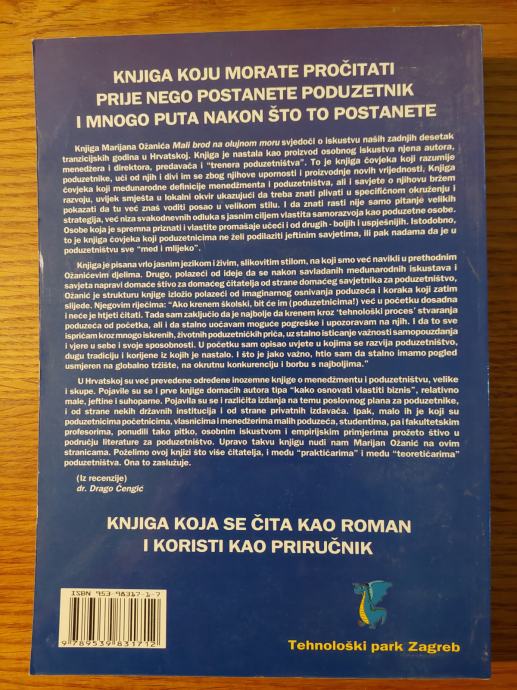 KNJIGA KOJU MORATE PROČITATI
PRIJE NEGO POSTANETE PODUZETNIK
I MNOGO PUTA NAKON ŠTO TO POSTANETE
Knjiga Marijana Ožanića Mali brod na olujnom moru svjedoči o iskustvu naših zadnjih desetak
tranzicijskih godina u Hrvatskoj. Knjiga je nastala kao proizvod osobnog iskustva njena autora,
menedžera i direktora, predavača i "trenera poduzetništva". To je knjiga čovjeka koji razumije
poduzetnike, uči od njih i divi im se zbog njihove upornosti i proizvodnje novih vrijednosti. Knjiga
čovjeka koji međunarodne definicije menedžmenta i poduzetništva, ali i savjete o njihovu bržem
razvoju, uvijek smješta u lokalni okvir ukazujući da treba znati plivati u specifičnom okruženju i
pokazati da tu već znaš voditi posao u velikom stilu. I da znati rasti nije samo pitanje velikih
strategija, već niza svakodnevnih odluka s jasnim ciljem vlastita samorazvoja kao poduzetne osobe.
Osobe koja je spremna priznati i vlastite promašaje učeći i od drugih - boljih i uspješnijih. Istodobno,
to je knjiga čovjeka koji poduzetnicima ne želi podilaziti jeftinim savjetima, ili pak nadama da je u
poduzetništvu sve "med i mlijeko".
Knjiga je pisana vrlo jasnim jezikom i živim, slikovitim stilom, na koji smo već navikli u prethodnim
Ožanićevim djelima. Drugo, polazeći od ideje da se nakon savladanih međunarodnih iskustava i
savjeta napravi domaće štivo za domaćeg čitatelja od strane domaćeg savjetnika za poduzetništvo,
Ožanić je strukturu knjige izložio polazeći od imaginarnog osnivača poduzeća i koraka koji zatim
slijede. Njegovim riječima: "Ako krenem školski, bit će im (poduzetnicima!) već u početku dosadna
i neće je htjeti čitati. Tada sam zaključio da je najbolje da krenem kroz 'tehnološki proces' stvaranja
poduzeća od početka, ali i da stalno uočavam moguće pogreške i upozoravam na njih. I da to sve
ispričam kroz mnogo iskrenih, životnih poduzetničkih priča, uz stalno isticanje važnosti samopouzdanja
i vjere u sebe i svoje sposobnosti. U početku sam opisao uvjete u kojima se razvija poduzetništvo,
dugu tradiciju i korijene iz kojih je nastalo. I što je jako važno, htio sam da stalno imamo pogled
usmjeren na globalno tržište, na okrutnu konkurenciju i borbu s najboljima."
U Hrvatskoj su već prevedene određene inozemne knjige o menedžmentu i poduzetništvu, velike
i skupe. Pojavile su se i prve knjige domaćih autora tipa "kako osnovati vlastiti biznis", relativno
male, jeftine i suhoparne. Pojavila su se i različita izdanja na temu poslovnog plana za poduzetnike,
i od strane nekih državnih institucija i od strane privatnih izdavača. Ipak, malo ih je koji su
poduzetnicima početnicima, vlasnicima i menedžerima malih poduzeća, studentima, pa i fakultetskim
profesorima, ponudili tako pitko, osobnim iskustvom i empirijskim primjerima prožeto štivo u
području literature za poduzetništvo. Upravo takvu knjigu nudi nam Marijan Ožanić na ovim
stranicama. Poželimo ovoj knjizi što više čitatelja, i među "praktičarima" i među "teoretičarima"
poduzetništva. Ona to zaslužuje.
(Iz recenzije)
dr. Drago Čengić
KNJIGA KOJA SE ČITA KAO ROMAN
I KORISTI KAO PRIRUČNIK
ISBN 953-98317-1-7
9 789539 831712
Tehnološki park Zagreb